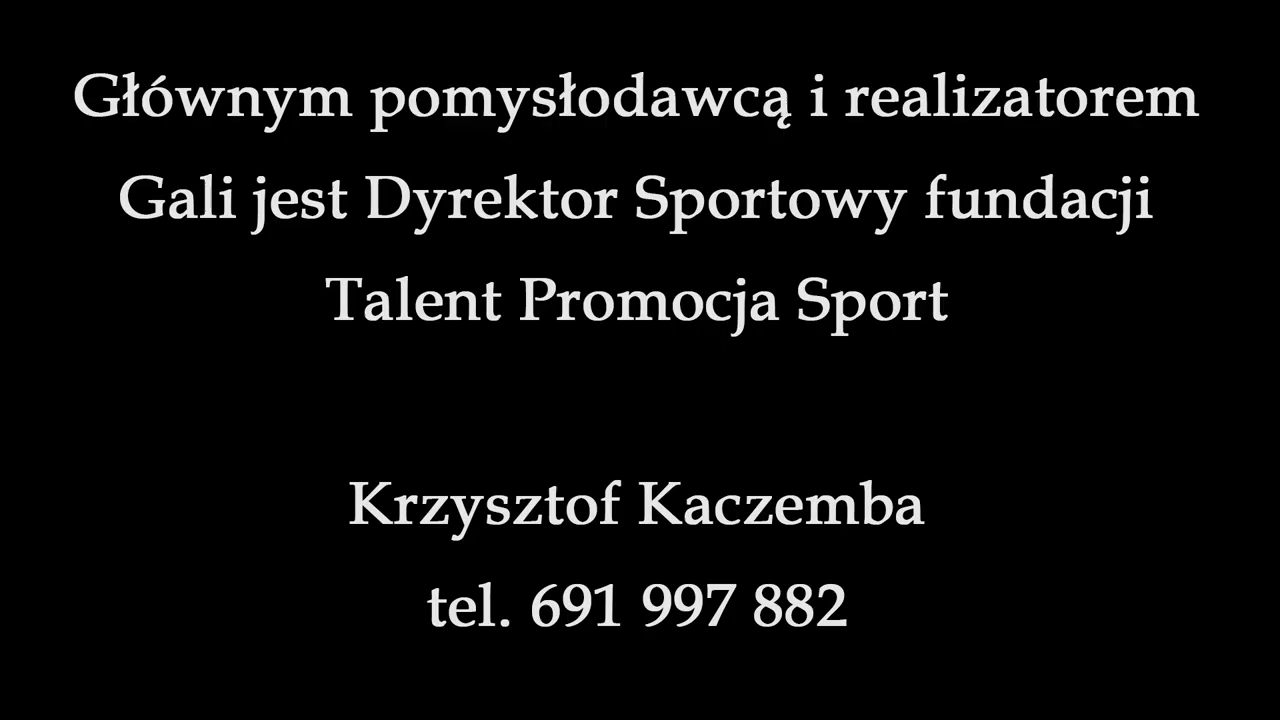 Głównym pomysłodawcą i realizatorem
Gali jest Dyrektor Sportowy fundacji
Talent Promocja Sport
Krzysztof Kaczemba
tel. 691 997 882